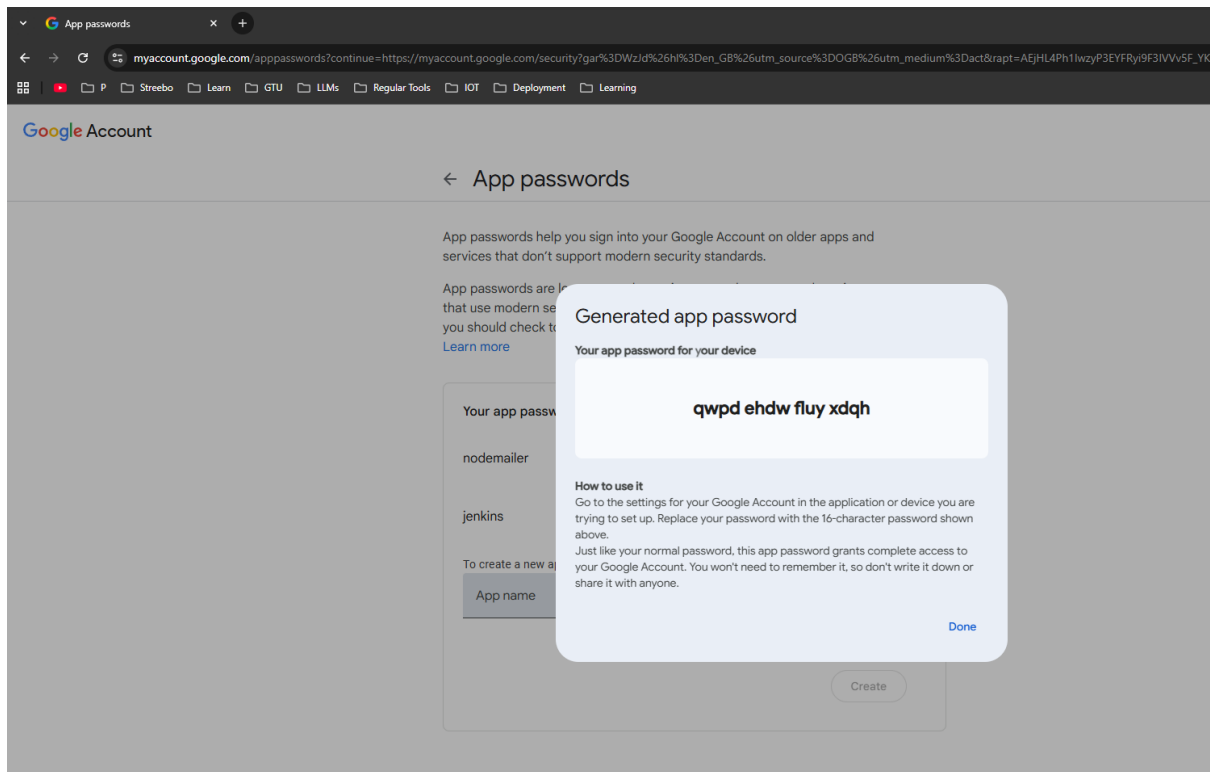 App passwords
myaccount.google.com/apppasswords?continue=https://myaccount.google.com/security?gar%3DWzJd%26hl%3Den_GB%26utm_source%3DOGB%26utm_medium%3Dact&rapt=
P Streebo Learn GTU LLMs Regular Tools IOT Deployment Learning
Google Account
App passwords
App passwords help you sign into your Google Account on older apps and
services that don't support modern security standards.
App passwords are
that use modern
you should check
Learn more
Generated app password
Your app password for your device
qwpd ehdw fluy xdqh
How to use it
Go to the settings for your Google Account in the application or device you are
trying to set up. Replace your password with the 16-character password shown
above.
Just like your normal password, this app password grants complete access to
your Google Account. You won't need to remember it, so don't write it down or
share it with anyone.
Done
Your app passw
nodemailer
jenkins
To create a new
App name
Create